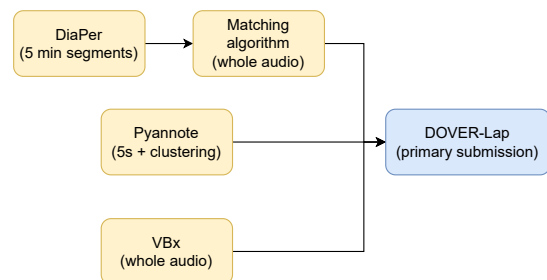 DiaPer
(5 min segments)
Matching
algorithm
(whole audio)
Pyannote
(5s + clustering)
DOVER-Lap
(primary submission)
VBx
(whole audio)